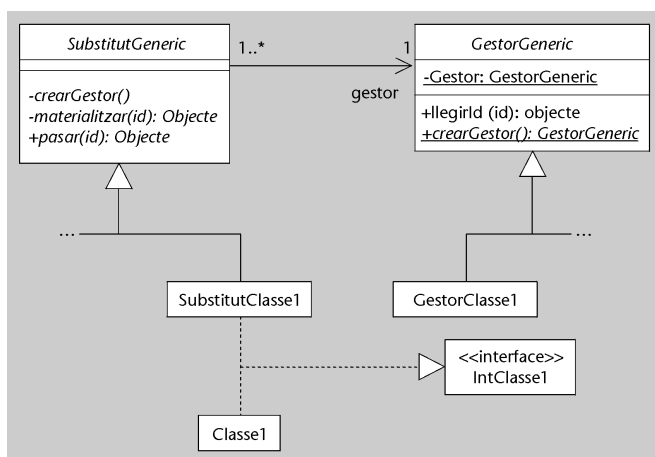 SubstitutGeneric
-crearGestor()
-materialitzar(id): Objecte
+pasar(id): Objecte
1..*
1
gestor
GestorGeneric
-Gestor: GestorGeneric
+llegirId (id): objecte
+crearGestor(): GestorGeneric
...
...
SubstitutClasse1
GestorClasse1
<<interface>>
IntClasse1
Classe1